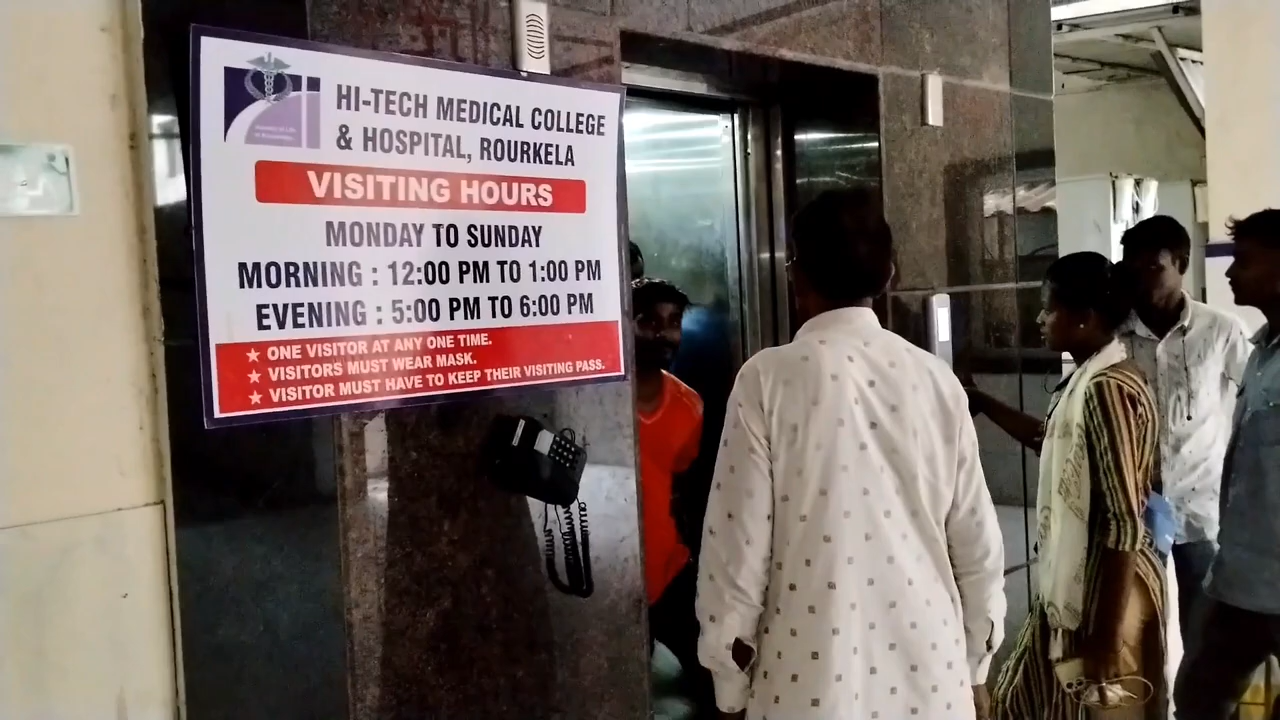 HI-TECH MEDICAL COLLEGE
& HOSPITAL, ROURKELA
VISITING HOURS
MONDAY TO SUNDAY
MORNING : 12:00 PM TO 1:00 PM
EVENING : 5:00 PM TO 6:00 PM
★ ONE VISITOR AT ANY ONE TIME.
★ VISITORS MUST WEAR MASK.
★ VISITOR MUST HAVE TO KEEP THEIR VISITING PASS.